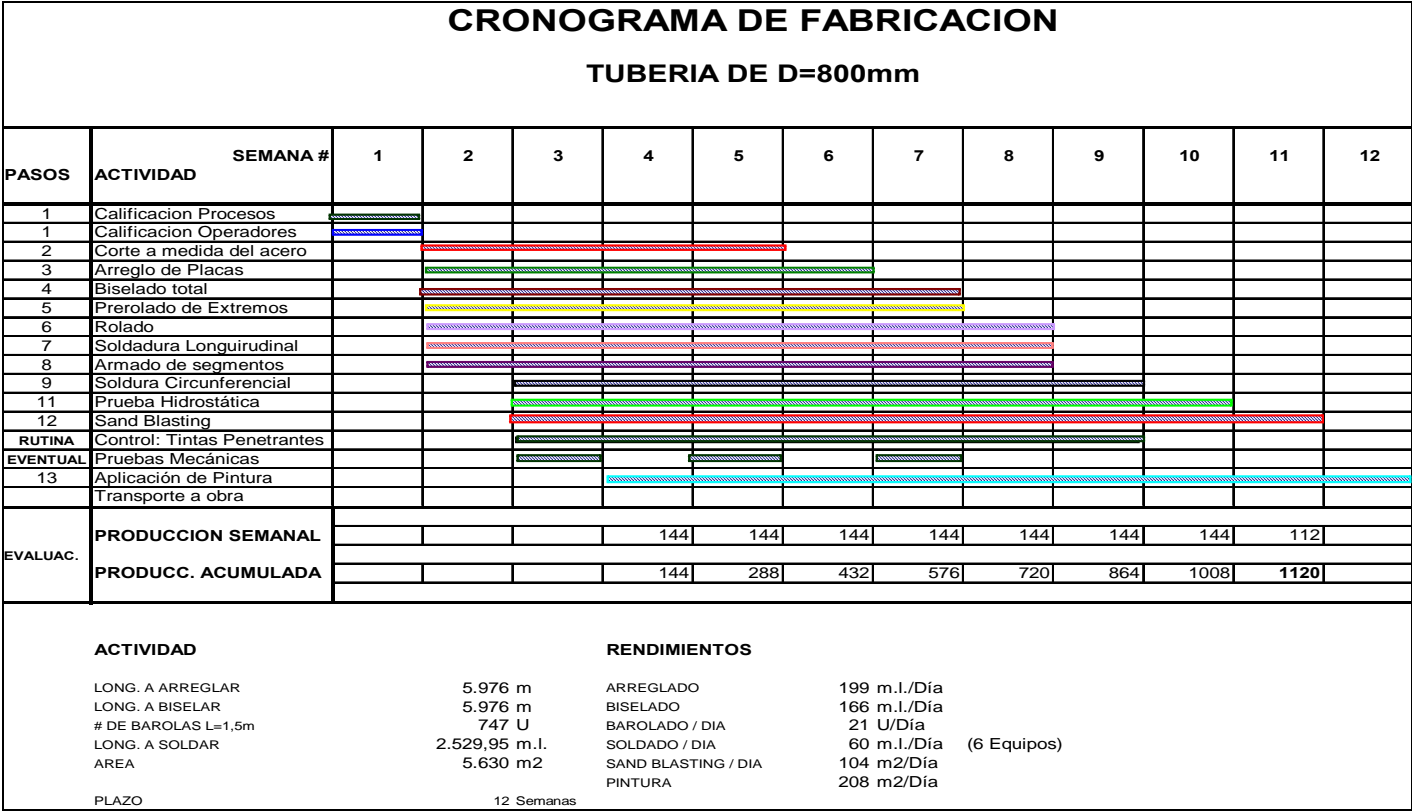 CRONOGRAMA DE FABRICACION
TUBERIA DE D=800mm
SEMANA # 1 2 3 4 5 6 7 8 9 10 11 12
PASOS ACTIVIDAD
1 Calificacion Procesos
1 Calificacion Operadores
2 Corte a medida del acero
3 Arreglo de Placas
4 Biselado total
5 Prerolado de Extremos
6 Rolado
7 Soldadura Longuirudinal
8 Armado de segmentos
9 Soldura Circunferencial
11 Prueba Hidrostática
12 Sand Blasting
RUTINA Control: Tintas Penetrantes
EVENTUAL Pruebas Mecánicas
13 Aplicación de Pintura
Transporte a obra
PRODUCCION SEMANAL 144 144 144 144 144 144 144 112
EVALUAC.
PRODUCC. ACUMULADA 144 288 432 576 720 864 1008 1120
ACTIVIDAD RENDIMIENTOS
LONG. A ARREGLAR 5.976 m ARREGLADO 199 m.l./Día
LONG. A BISELAR 5.976 m BISELADO 166 m.l./Día
# DE BAROLAS L=1,5m 747 U BAROLADO / DIA 21 U/Día
LONG. A SOLDAR 2.529,95 m.l. SOLDADO / DIA 60 m.l./Día (6 Equipos)
AREA 5.630 m2 SAND BLASTING / DIA 104 m2/Día
PINTURA 208 m2/Día
PLAZO 12 Semanas